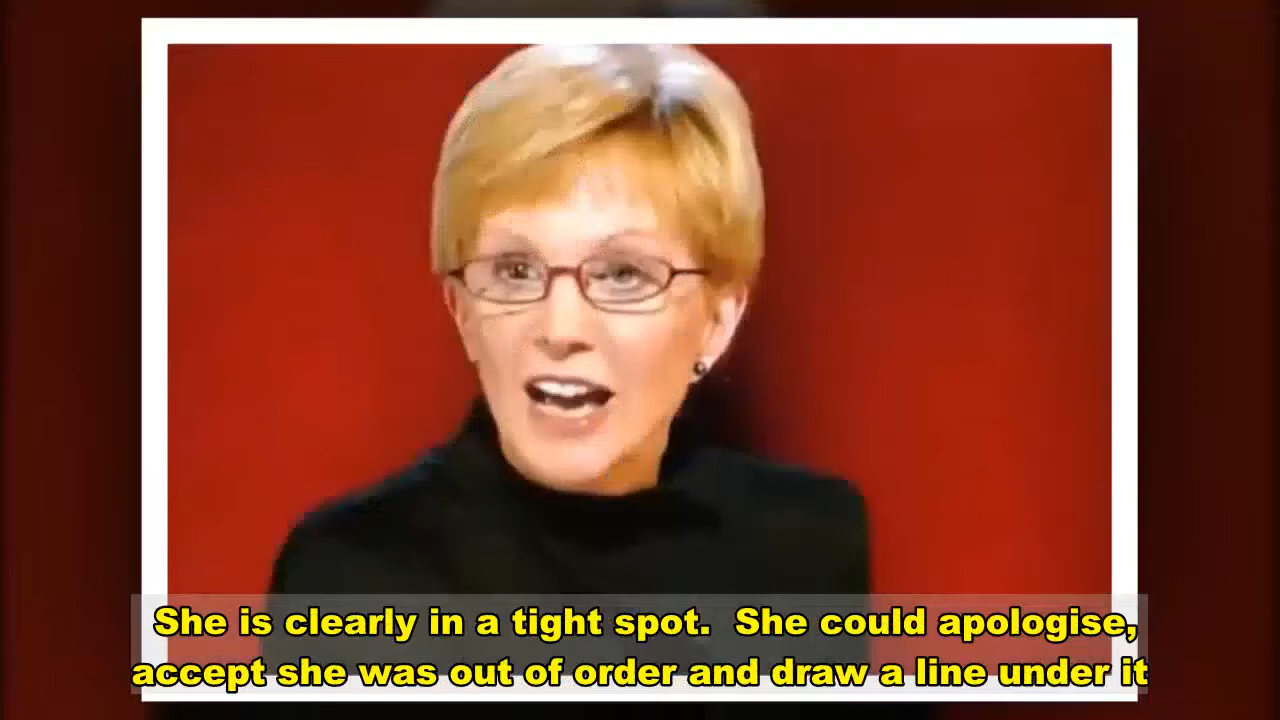 She is clearly in a tight spot.  She could apologise,
accept she was out of order and draw a line under it